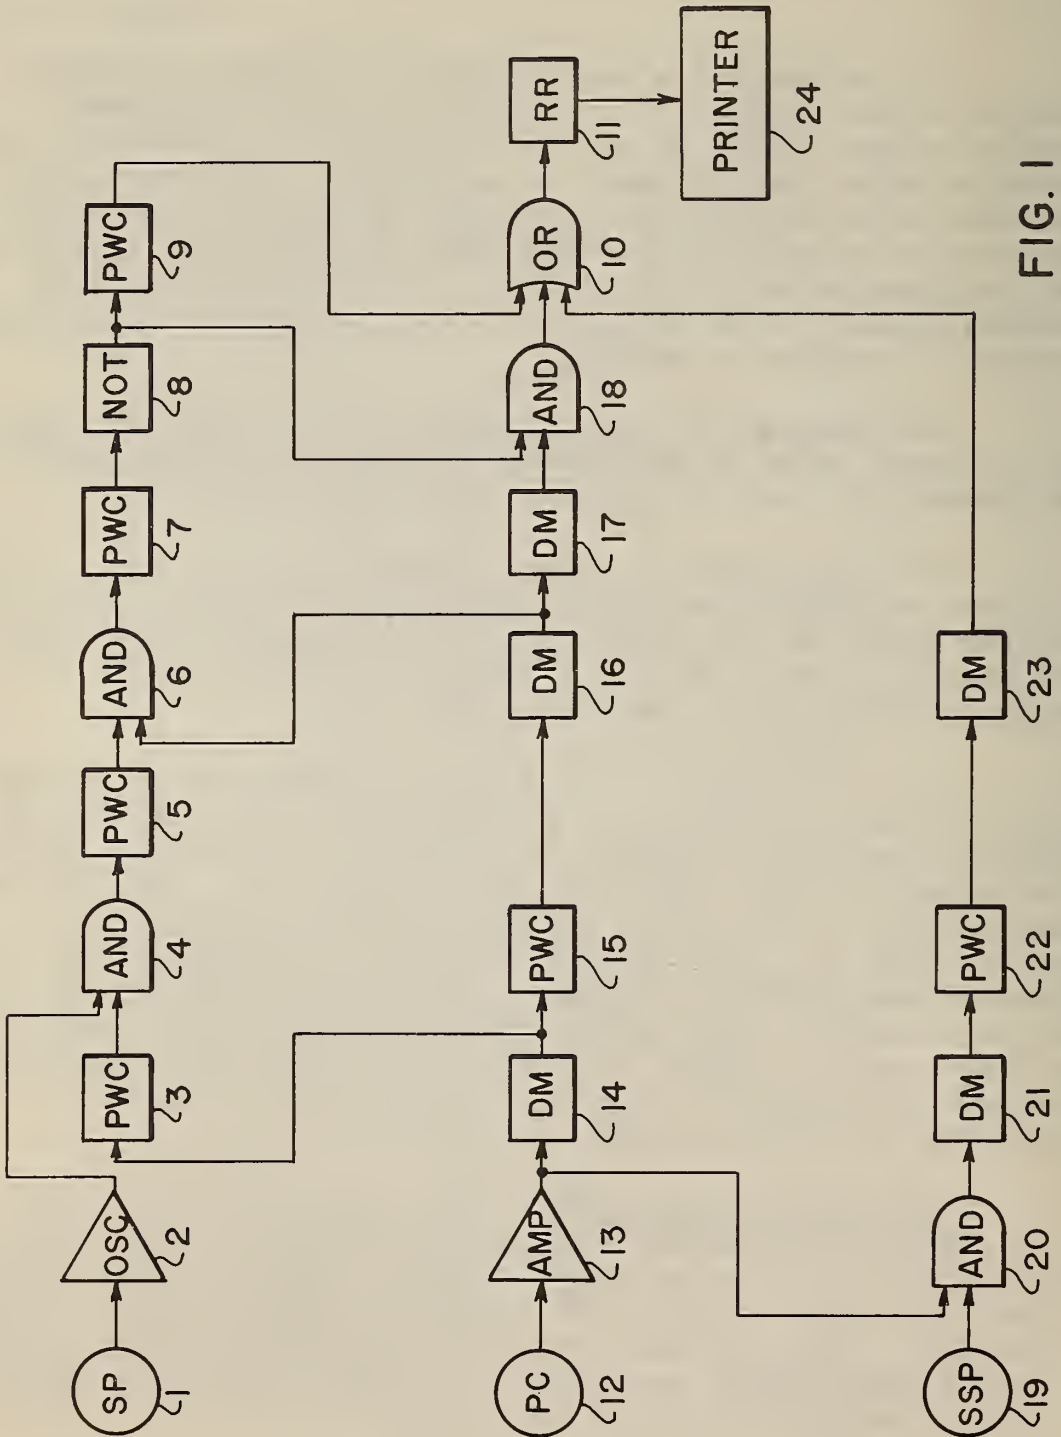 SP
1
OSC
2
PWC
3
AND
4
PWC
5
AND
6
PWC
7
NOT
8
PWC
9
PC
12
AMP
13
DM
14
PWC
15
DM
16
DM
17
AND
18
OR
10
RR
11
PRINTER
24
SSP
19
AND
20
DM
21
PWC
22
DM
23
FIG. 1